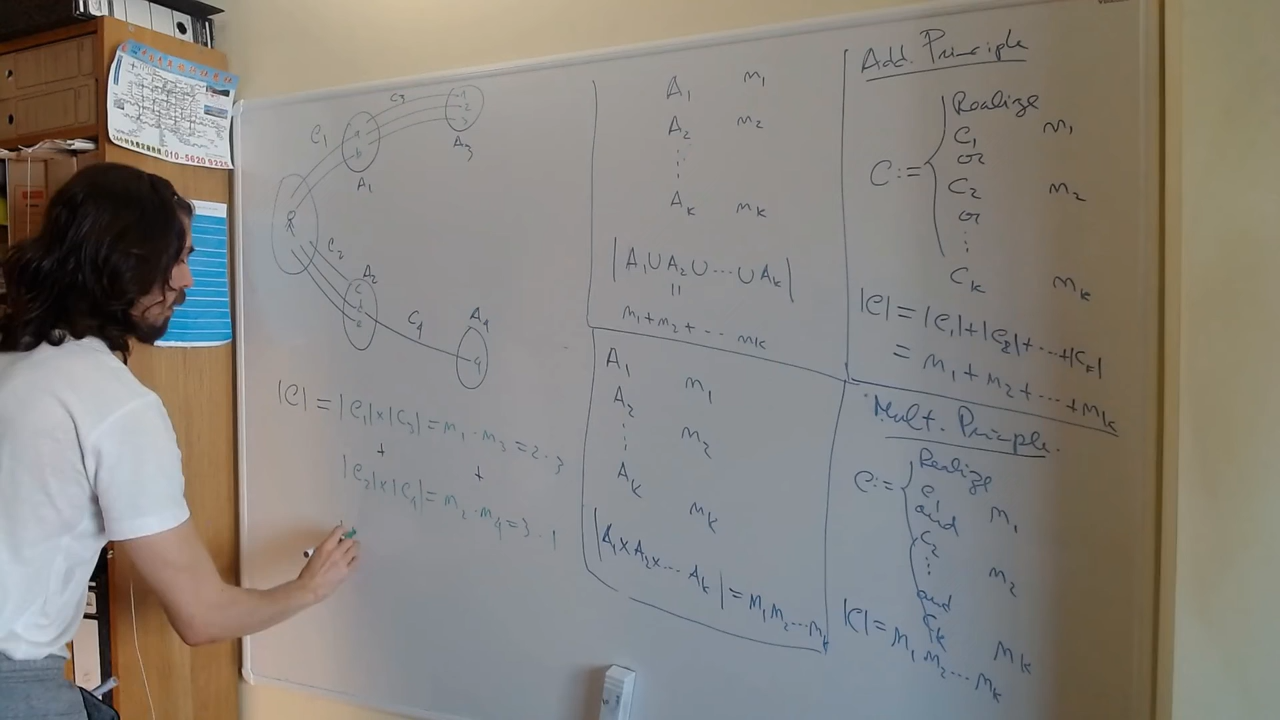 010-5620 9225
C1
C3
a
b
A1
1
2
3
A3
R
C2
A2
C4
A4
|C| = |C1|x|C3| = m1 · m3 = 2 · 3
+ +
|C2|x|C4| = m2 · m4 = 3 · 1
A1 m1
A2 m2
⋮
Ak mk
|A1 ∪ A2 ∪ ... ∪ Ak|
||
m1 + m2 + ... mk
A1 m1
A2 m2
⋮
Ak mk
|A1 x A2 x ... Ak| = m1 m2 ... mk
Add. Principle
Realize
C1 m1
or
C := C2 m2
or
⋮
Ck mk
|C| = |C1| + |C2| + ... + |Ck|
= m1 + m2 + ... + mk
Mult. Priciple.
Realize
C := C1 m1
and
C2 m2
⋮
and
Ck mk
|C| = m1 m2 ... mk